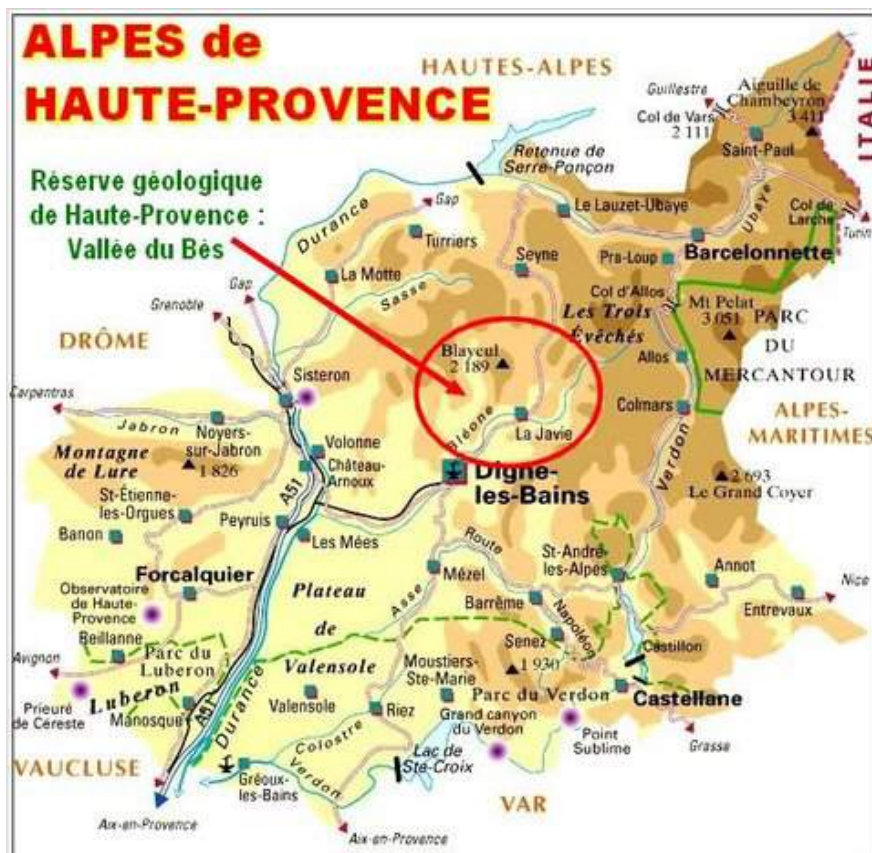 ALPES de
HAUTE-PROVENCE
HAUTES-ALPES
Guillestre
Aiguille de
Chambeyron
3 411
Col de Vars
2 111
Saint-Paul
ITALIE
Retenue de
Serre-Ponçon
Réserve géologique
de Haute-Provence :
Vallée du Bès
Gap
Durance
Turriers
Le Lauzet-Ubaye
Ubaye
Col de
Larche
Turin
Barcelonnette
Seyne
Pra-Loup
La Motte
Gap
Grenoble
Sasse
Col d'Allos
Les Trois
Évêchés
Mt Pelat
3 051
PARC
DU
MERCANTOUR
DRÔME
Blayeul
2 189
Allos
Sisteron
Carpentras
Colmars
ALPES-
MARITIMES
Jabron
Noyers-
sur-Jabron
Bléone
La Javie
Volonne
Montagne
de Lure
1 826
Château-
Arnoux
Digne-
les-Bains
Verdon
2 693
Le Grand Coyer
St-Étienne-
les-Orgues
A51
Banon
Peyruis
Les Mées
Route
Napoléon
St-André-
les-Alpes
Annot
Nice
Forcalquier
Plateau
de
Valensole
Asse
Mézel
Barrême
Entrevaux
Observatoire
de Haute-
Provence
Reillanne
Senez
Castillon
Avignon
Parc du
Luberon
Moustiers-
Ste-Marie
1 930
Parc du Verdon
Castellane
Luberon
Prieuré
de Céreste
Manosque
A51
Durance
Valensole
Riez
Grand canyon
du Verdon
Point
Sublime
Grasse
Colostre
Verdon
Lac de
Ste-Croix
VAUCLUSE
Gréoux-
les-Bains
VAR
Aix-en-Provence
Aix-en-Provence